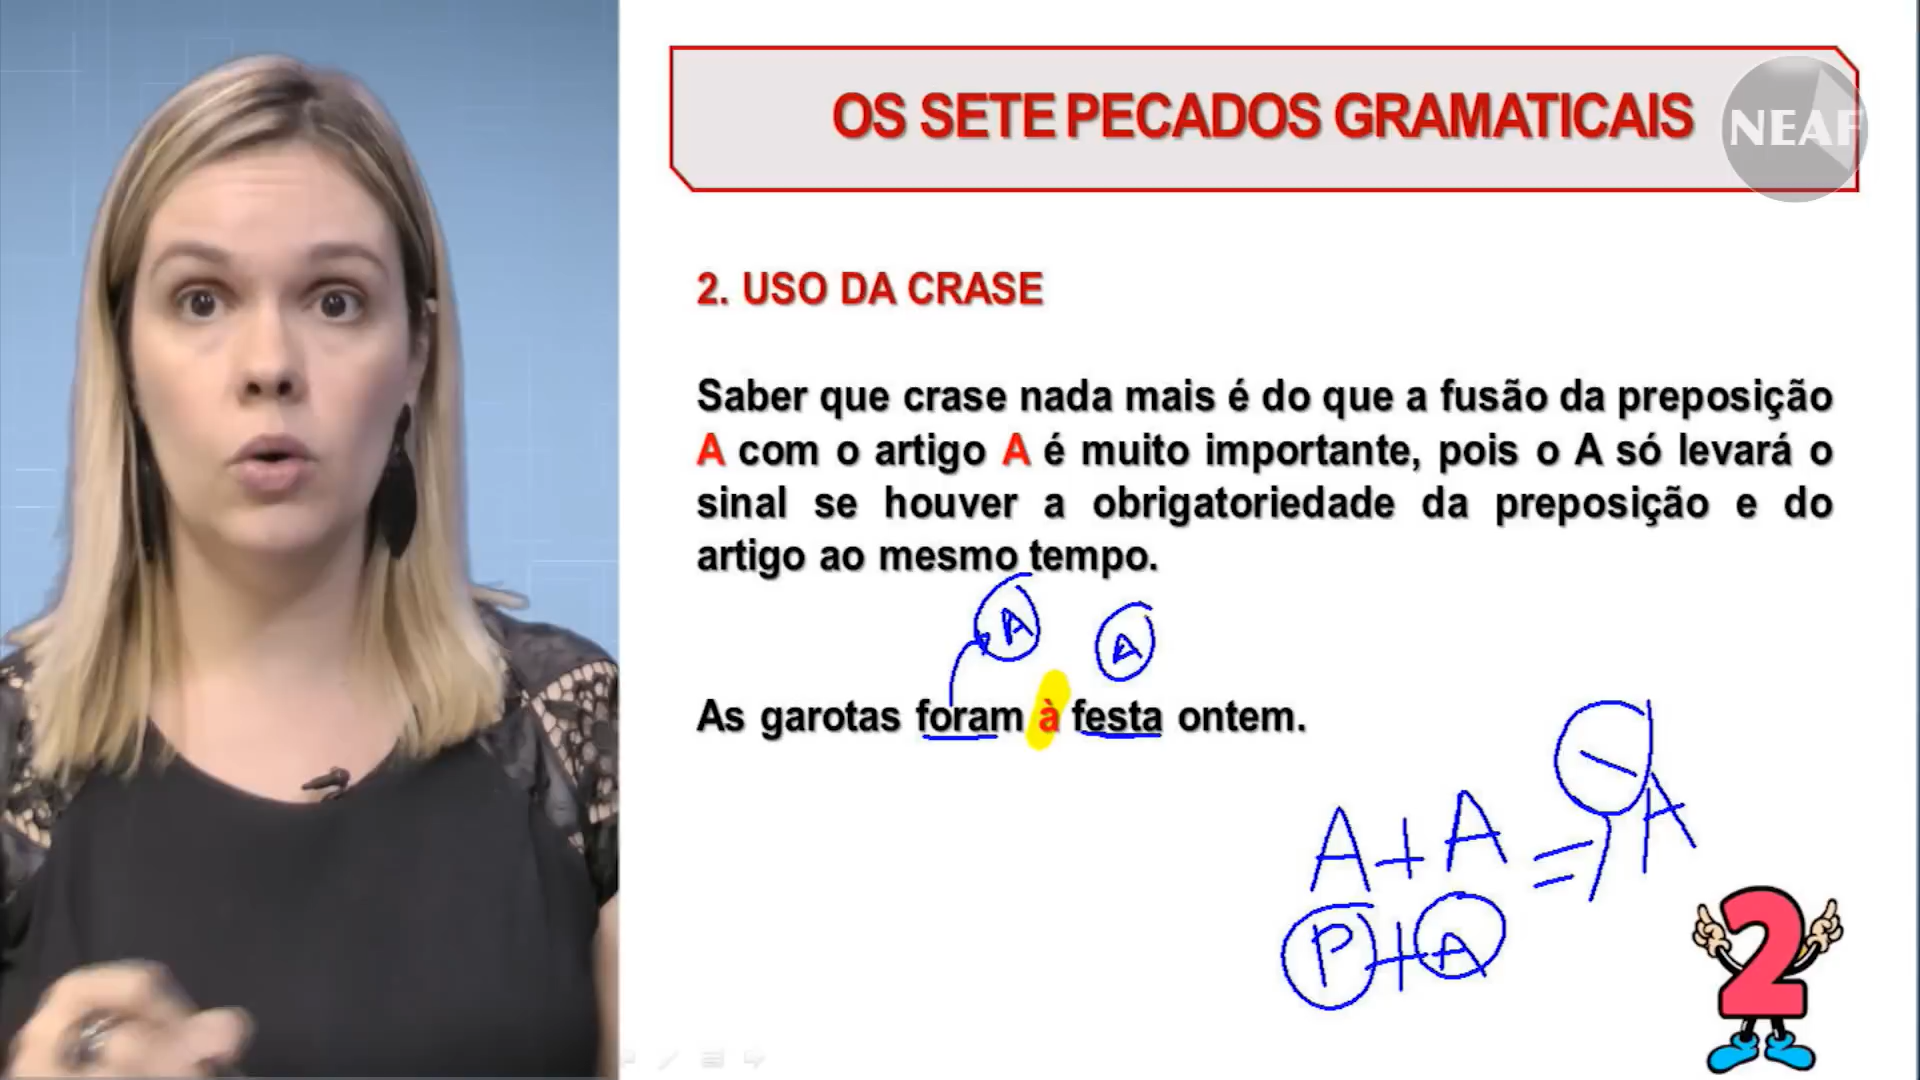 OS SETE PECADOS GRAMATICAIS
NEAF
2. USO DA CRASE
Saber que crase nada mais é do que a fusão da preposição
A com o artigo A é muito importante, pois o A só levará o
sinal se houver a obrigatoriedade da preposição e do
artigo ao mesmo tempo.
A A
As garotas foram à festa ontem.
A+A = À
P+A
2